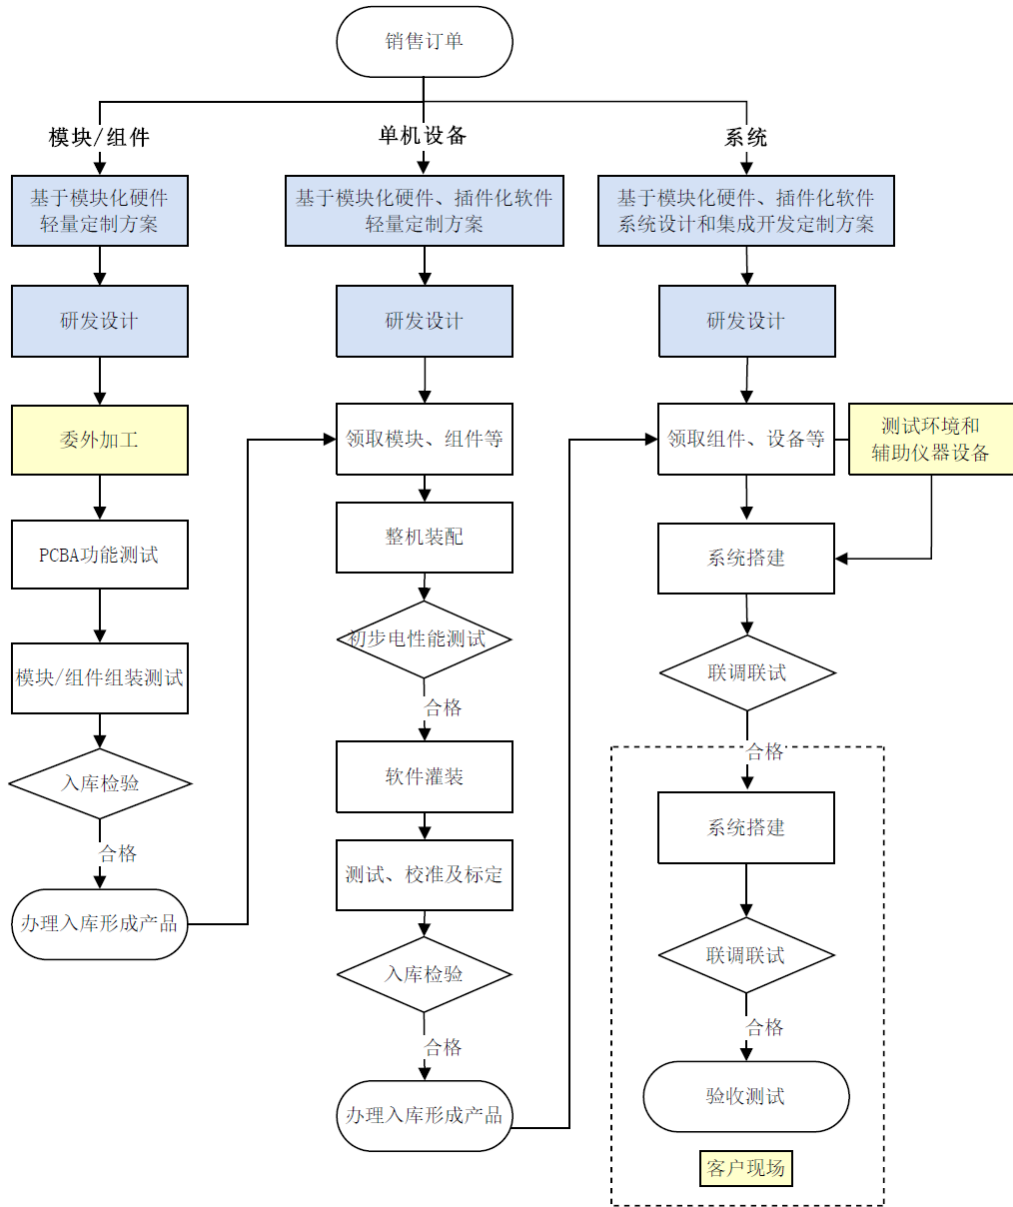 销售订单
模块/组件
基于模块化硬件
轻量定制方案
研发设计
委外加工
PCBA功能测试
模块/组件组装测试
入库检验
合格
办理入库形成产品
单机设备
基于模块化硬件、插件化软件
轻量定制方案
研发设计
领取模块、组件等
整机装配
初步电性能测试
合格
软件灌装
测试、校准及标定
入库检验
合格
办理入库形成产品
系统
基于模块化硬件、插件化软件
系统设计和集成开发定制方案
研发设计
领取组件、设备等
测试环境和
辅助仪器设备
系统搭建
联调联试
合格
系统搭建
联调联试
合格
验收测试
客户现场